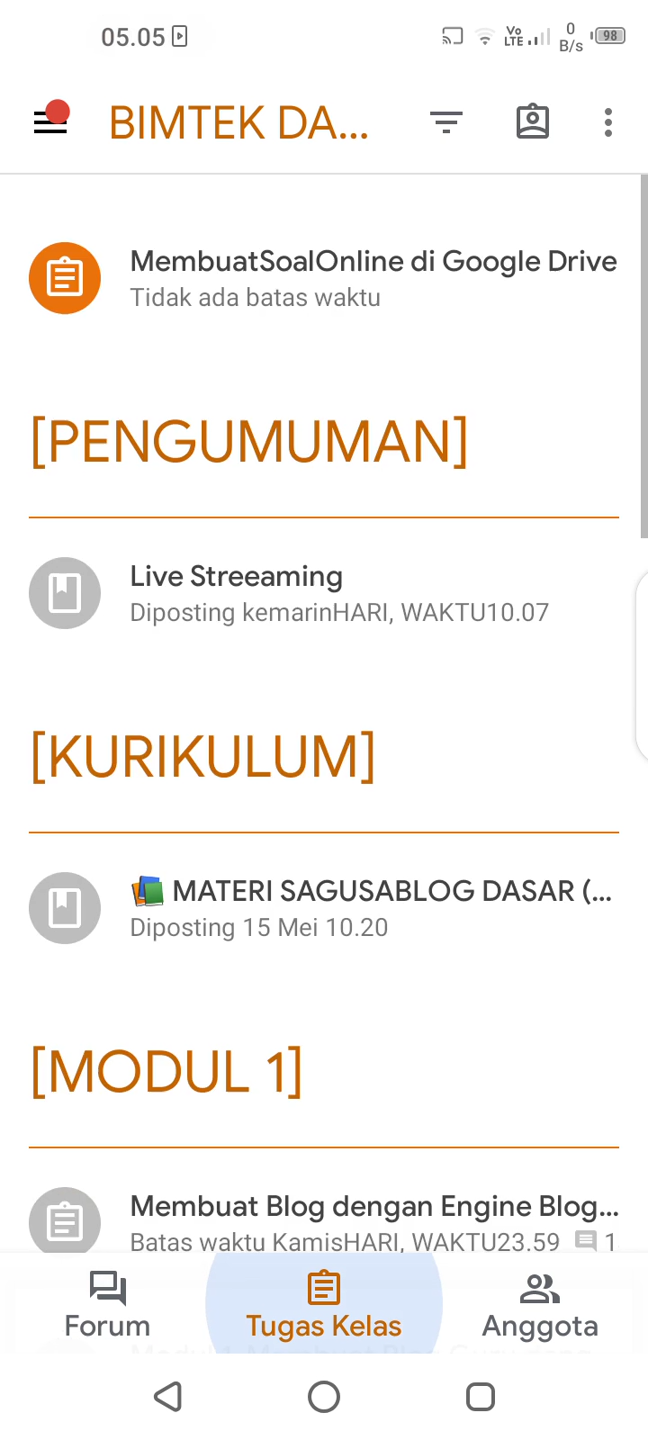 05.05
Vo LTE 0 B/s 98
BIMTEK DA...
MembuatSoalOnline di Google Drive
Tidak ada batas waktu
[PENGUMUMAN]
Live Streeaming
Diposting kemarinHARI, WAKTU10.07
[KURIKULUM]
MATERI SAGUSABLOG DASAR (...
Diposting 15 Mei 10.20
[MODUL 1]
Membuat Blog dengan Engine Blog...
Batas waktu KamisHARI, WAKTU23.59 1
Forum
Tugas Kelas
Anggota